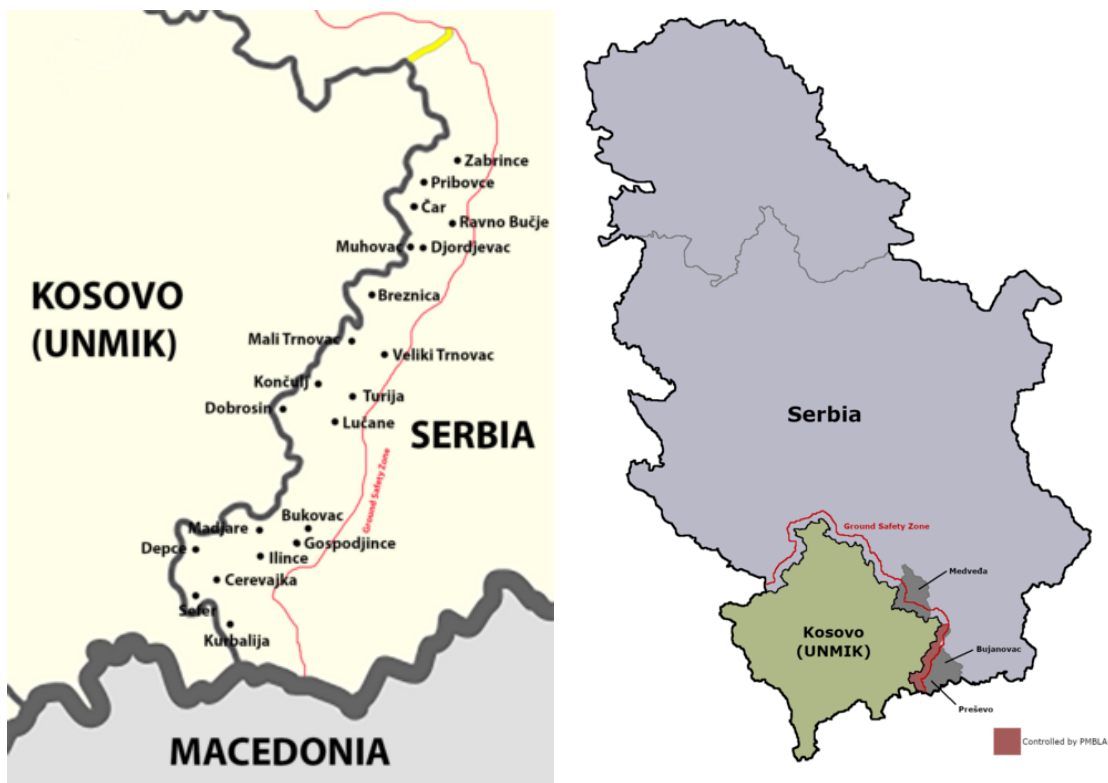 Zabrince
Pribovce
Čar
Ravno Bučje
Muhovac
Djordjevac
KOSOVO
(UNMIK)
Breznica
Mali Trnovac
Veliki Trnovac
Končulj
Turija
Dobrosin
Lučane
SERBIA
Ground Safety Zone
Bukovac
Madjare
Gospodjince
Depce
Ilince
Cerevajka
Sefer
Kurbalija
MACEDONIA
Serbia
Ground Safety Zone
Medveđa
Kosovo
(UNMIK)
Bujanovac
Preševo
Controlled by PMBLA